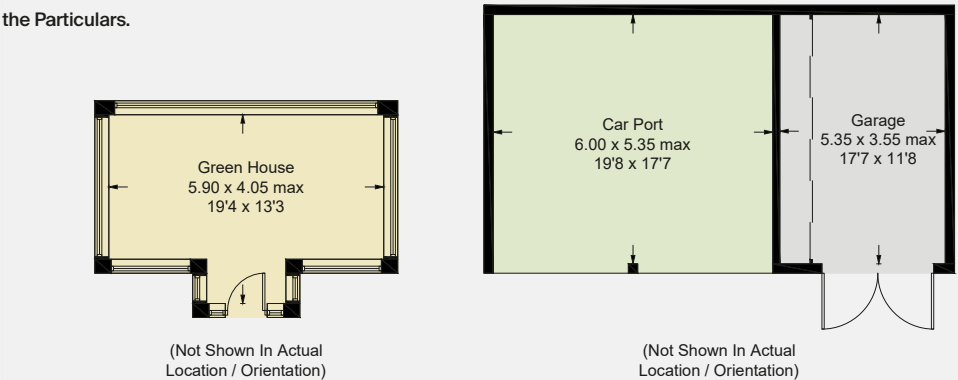 the Particulars.
Green House
5.90 x 4.05 max
19'4 x 13'3
(Not Shown In Actual
Location / Orientation)
Car Port
6.00 x 5.35 max
19'8 x 17'7
Garage
5.35 x 3.55 max
17'7 x 11'8
(Not Shown In Actual
Location / Orientation)